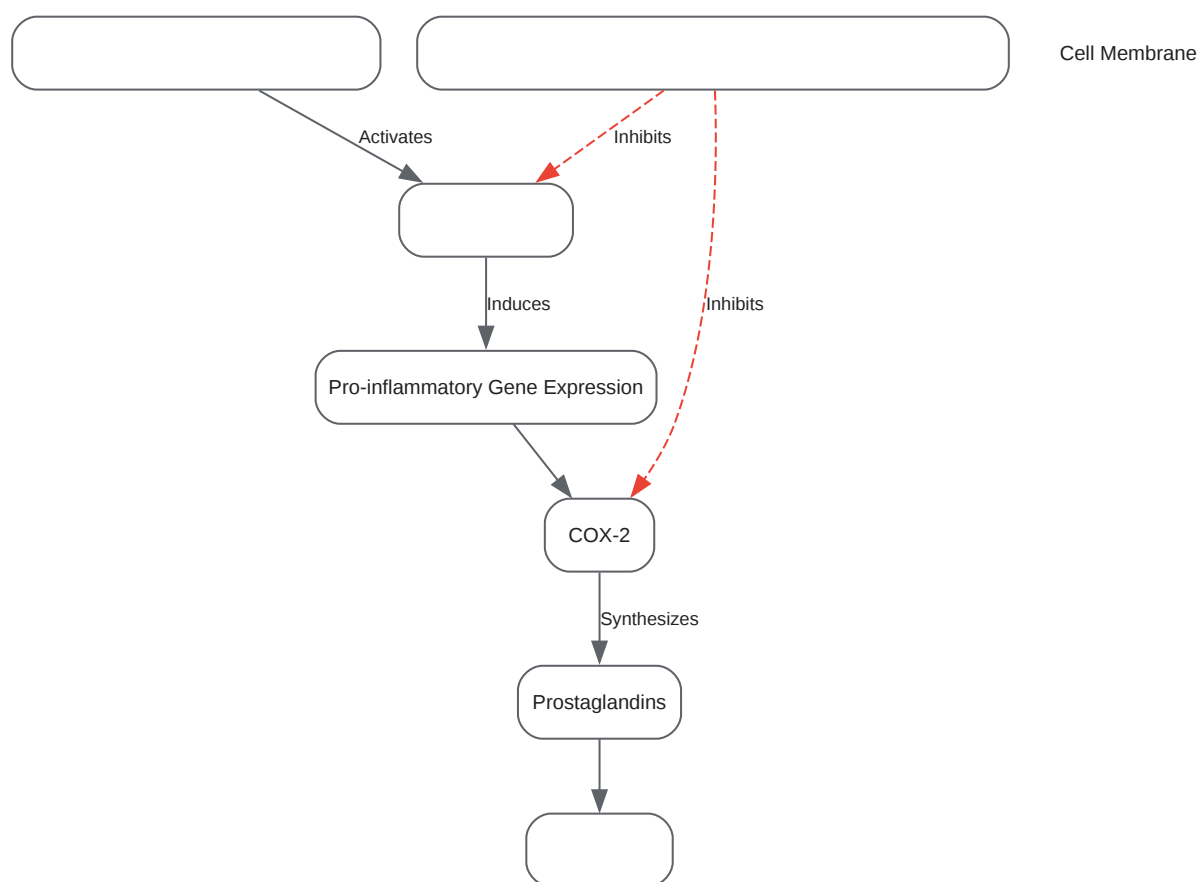 Cell Membrane
Activates
Inhibits
Induces
Inhibits
Pro-inflammatory Gene Expression
COX-2
Synthesizes
Prostaglandins